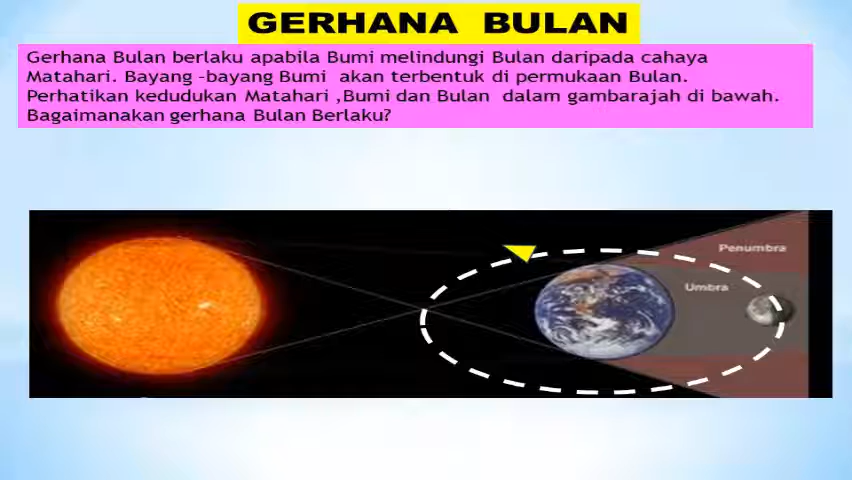 GERHANA BULAN
Gerhana Bulan berlaku apabila Bumi melindungi Bulan daripada cahaya
Matahari. Bayang -bayang Bumi akan terbentuk di permukaan Bulan.
Perhatikan kedudukan Matahari ,Bumi dan Bulan dalam gambarajah di bawah.
Bagaimanakan gerhana Bulan Berlaku?
Penumbra
Umbra